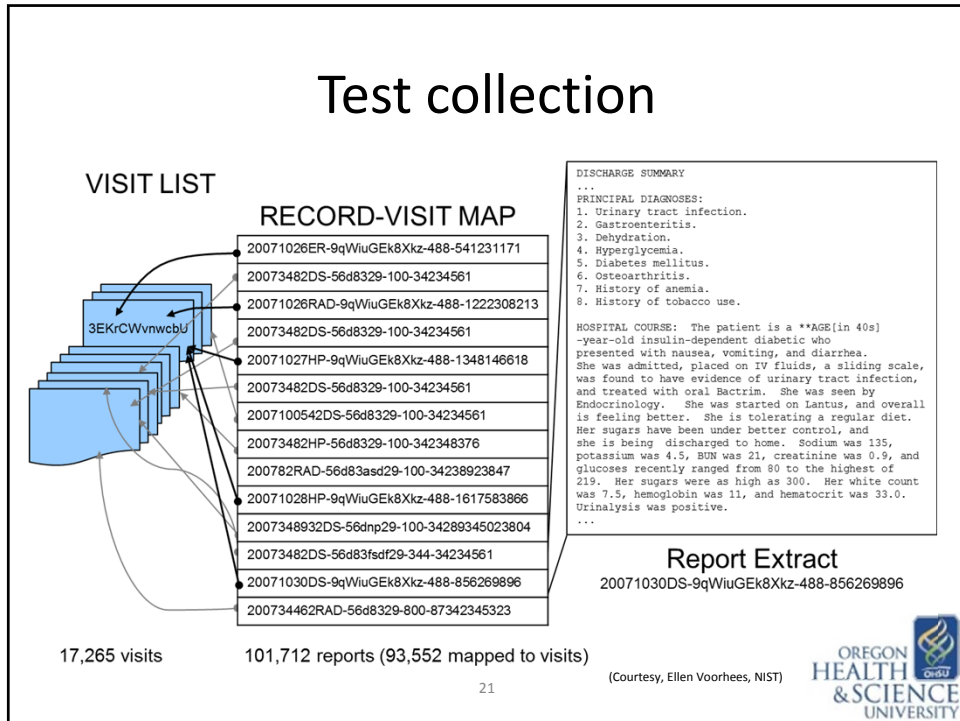 Test collection
VISIT LIST
3EKrCWvnwcbU
RECORD-VISIT MAP
20071026ER-9qWiuGEk8Xkz-488-541231171
20073482DS-56d8329-100-34234561
20071026RAD-9qWiuGEk8Xkz-488-1222308213
20073482DS-56d8329-100-34234561
20071027HP-9qWiuGEk8Xkz-488-1348146618
20073482DS-56d8329-100-34234561
2007100542DS-56d8329-100-34234561
20073482HP-56d8329-100-342348376
200782RAD-56d83asd29-100-34238923847
20071028HP-9qWiuGEk8Xkz-488-1617583866
2007348932DS-56dnp29-100-34289345023804
20073482DS-56d83fsdf29-344-34234561
20071030DS-9qWiuGEk8Xkz-488-856269896
200734462RAD-56d8329-800-87342345323
DISCHARGE SUMMARY
...
PRINCIPAL DIAGNOSES:
1. Urinary tract infection.
2. Gastroenteritis.
3. Dehydration.
4. Hyperglycemia.
5. Diabetes mellitus.
6. Osteoarthritis.
7. History of anemia.
8. History of tobacco use.
HOSPITAL COURSE: The patient is a **AGE[in 40s]
-year-old insulin-dependent diabetic who
presented with nausea, vomiting, and diarrhea.
She was admitted, placed on IV fluids, a sliding scale,
was found to have evidence of urinary tract infection,
and treated with oral Bactrim. She was seen by
Endocrinology. She was started on Lantus, and overall
is feeling better. She is tolerating a regular diet.
Her sugars have been under better control, and
she is being discharged to home. Sodium was 135,
potassium was 4.5, BUN was 21, creatinine was 0.9, and
glucoses recently ranged from 80 to the highest of
219. Her sugars were as high as 300. Her white count
was 7.5, hemoglobin was 11, and hematocrit was 33.0.
Urinalysis was positive.
...
Report Extract
20071030DS-9qWiuGEk8Xkz-488-856269896
17,265 visits
101,712 reports (93,552 mapped to visits)
(Courtesy, Ellen Voorhees, NIST)
21
OREGON
HEALTH
&SCIENCE
UNIVERSITY
OHSU